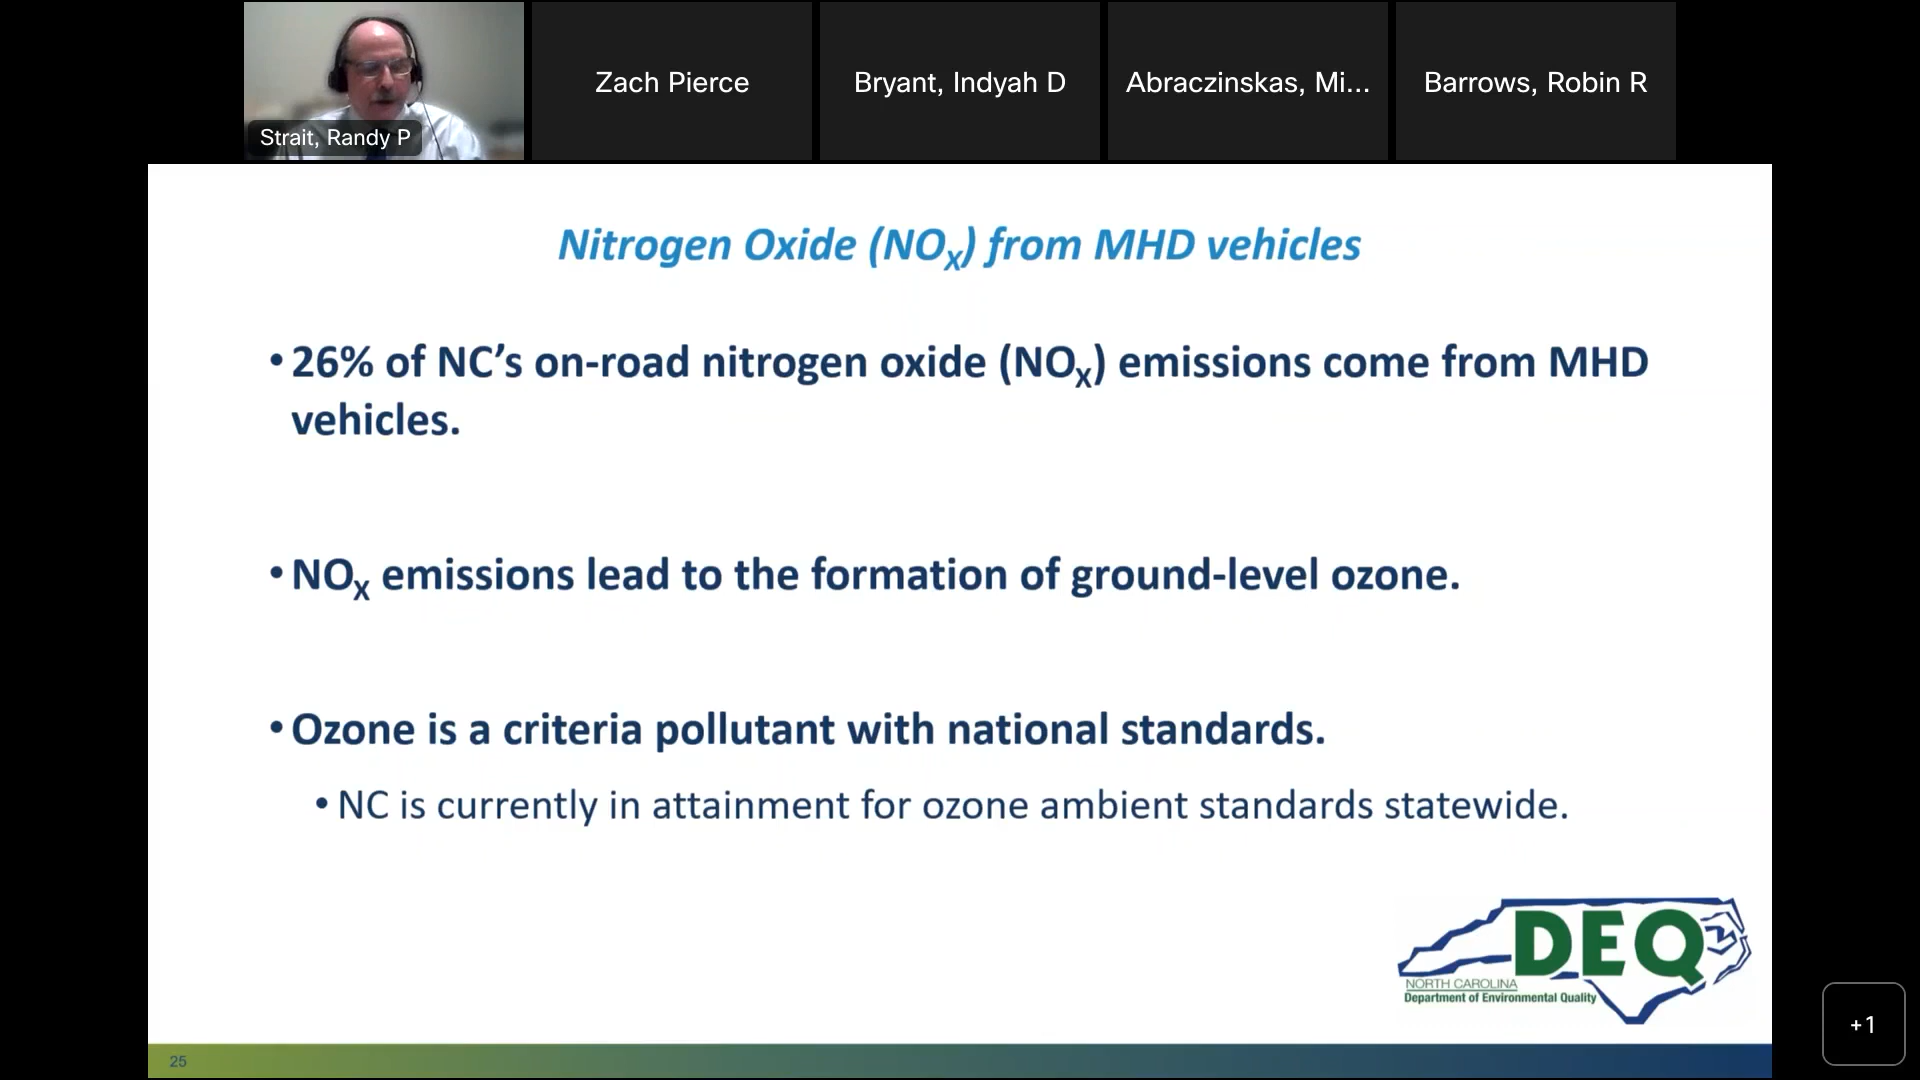 Strait, Randy P
Zach Pierce
Bryant, Indyah D
Abraczinskas, Mi...
Barrows, Robin R
Nitrogen Oxide (NOX) from MHD vehicles
• 26% of NC’s on-road nitrogen oxide (NOX) emissions come from MHD
vehicles.
• NOX emissions lead to the formation of ground-level ozone.
• Ozone is a criteria pollutant with national standards.
• NC is currently in attainment for ozone ambient standards statewide.
DEQ
NORTH CAROLINA
Department of Environmental Quality
+1
25